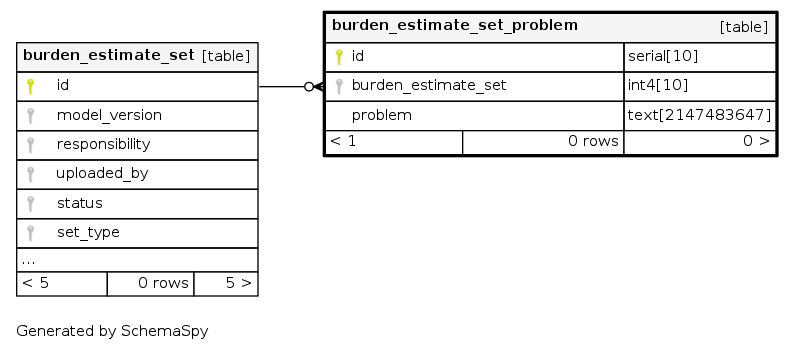 burden_estimate_set [table]
id
model_version
responsibility
uploaded_by
status
set_type
...
< 5 0 rows 5 >
burden_estimate_set_problem [table]
id serial[10]
burden_estimate_set int4[10]
problem text[2147483647]
< 1 0 rows 0 >
Generated by SchemaSpy